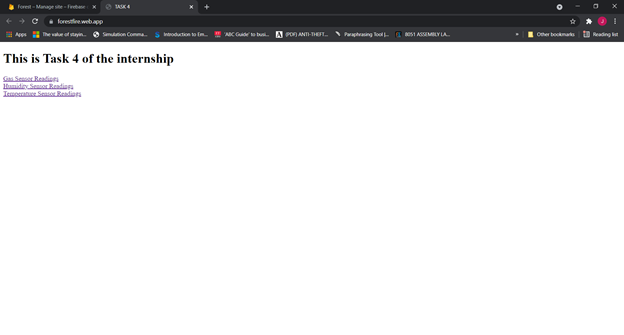 Forest – Manage site – Firebase
TASK 4
forestfire.web.app
Apps
The value of stayin...
Simulation Comma...
Introduction to Em...
'ABC Guide' to busi...
(PDF) ANTI-THEFT...
Paraphrasing Tool |...
8051 ASSEMBLY LA...
»
Other bookmarks
Reading list
This is Task 4 of the internship
Gas Sensor Readings
Humidity Sensor Readings
Temperature Sensor Readings